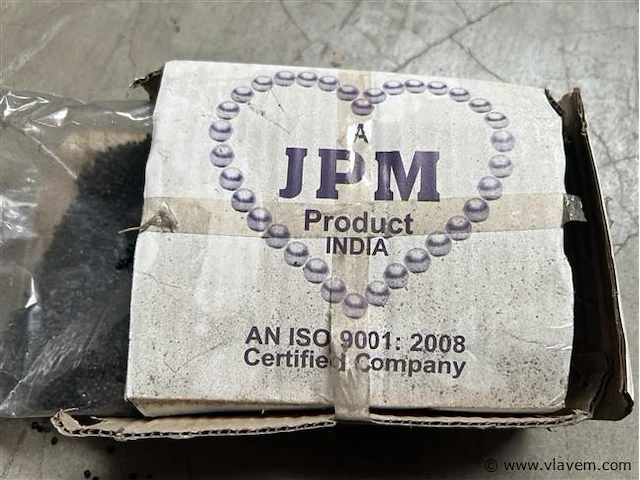 A
JPM
Product
INDIA
AN ISO 9001: 2008
Certified Company
© www.vlavem.com